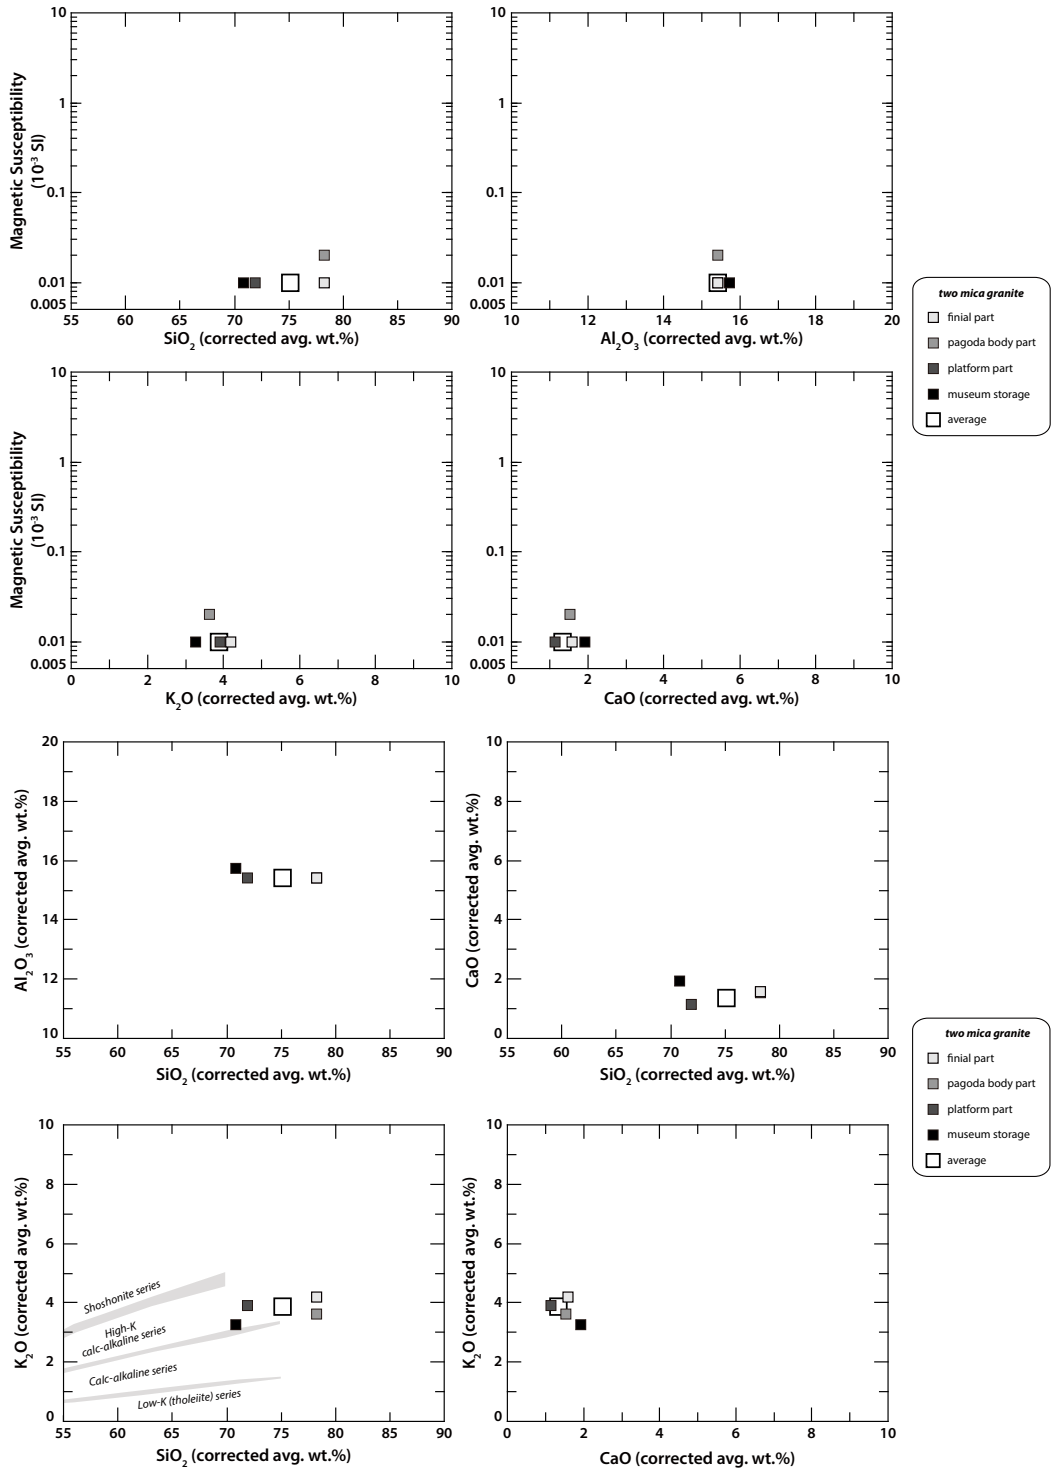 10
1
0.1
0.01
0.005
Magnetic Susceptibility
(10⁻³ SI)
55 60 65 70 75 80 85 90
SiO₂ (corrected avg. wt.%)
10
1
0.1
0.01
0.005
10 12 14 16 18 20
Al₂O₃ (corrected avg. wt.%)
two mica granite
finial part
pagoda body part
platform part
museum storage
average
10
1
0.1
0.01
0.005
Magnetic Susceptibility
(10⁻³ SI)
0 2 4 6 8 10
K₂O (corrected avg. wt.%)
10
1
0.1
0.01
0.005
0 2 4 6 8 10
CaO (corrected avg. wt.%)
20
18
16
14
12
10
Al₂O₃ (corrected avg. wt.%)
55 60 65 70 75 80 85 90
SiO₂ (corrected avg. wt.%)
10
8
6
4
2
0
CaO (corrected avg. wt.%)
55 60 65 70 75 80 85 90
SiO₂ (corrected avg. wt.%)
two mica granite
finial part
pagoda body part
platform part
museum storage
average
10
8
6
4
2
0
K₂O (corrected avg. wt.%)
Shoshonite series
High-K
calc-alkaline series
Calc-alkaline series
Low-K (tholeiite) series
55 60 65 70 75 80 85 90
SiO₂ (corrected avg. wt.%)
10
8
6
4
2
0
K₂O (corrected avg. wt.%)
0 2 4 6 8 10
CaO (corrected avg. wt.%)